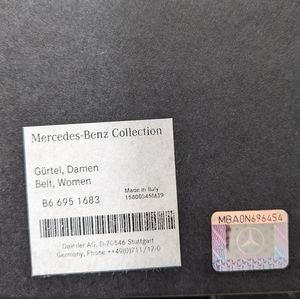 Mercedes-Benz Collection
Gürtel, Damen
Belt, Women
B6 695 1683
Made in Italy
Daimler AG, D-70546 Stuttgart
Germany, Phone ++49(0)711/17-0
MBA0N696454